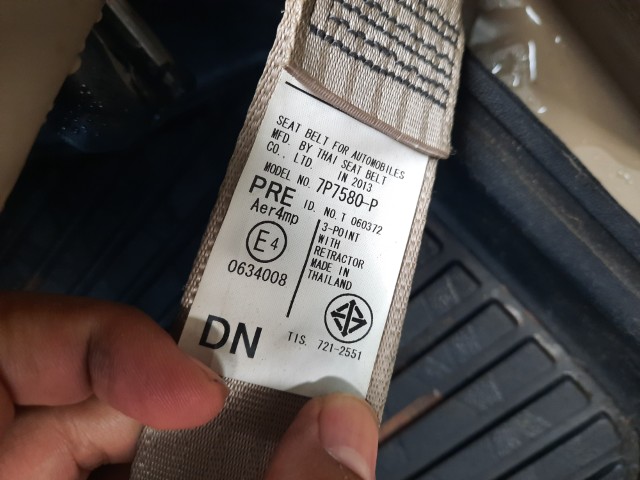 SEAT BELT FOR AUTOMOBILES
MFD. BY THAI SEAT BELT
CO., LTD. IN 2013
MODEL NO. 7P7580-P
PRE ID. NO. T 060372
Aer4mp
E4
0634008
3-POINT
WITH
RETRACTOR
MADE IN
THAILAND
DN
TIS. 721-2551